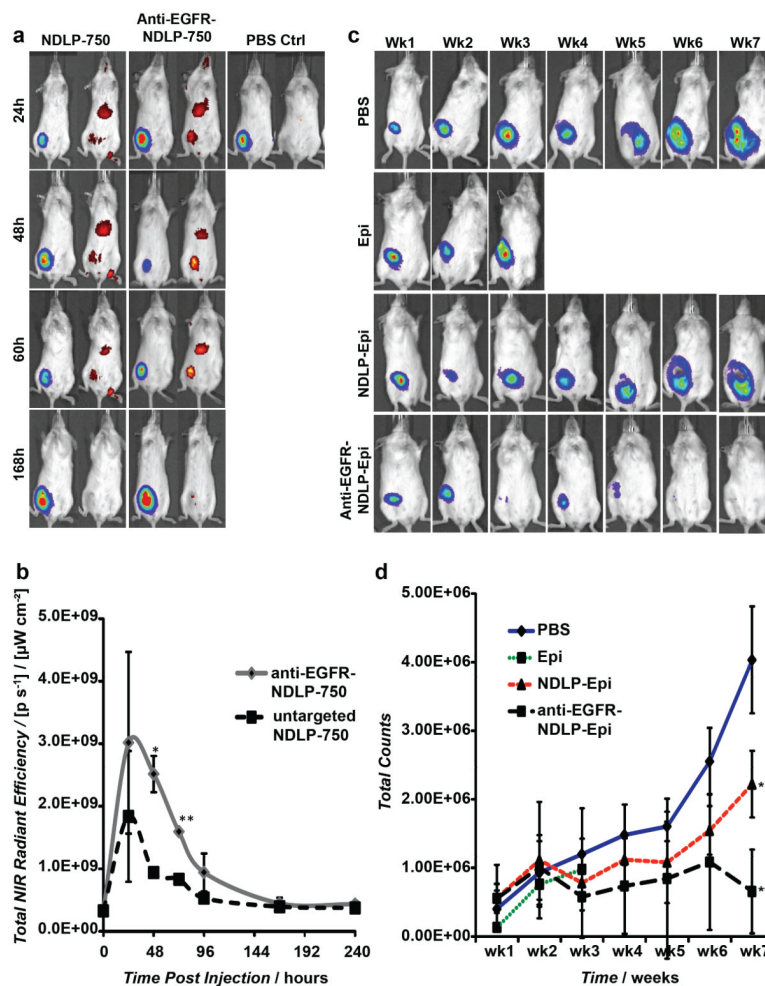 a
NDLP-750
Anti-EGFR-
NDLP-750
PBS Ctrl
24h
48h
60h
168h
c
Wk1 Wk2 Wk3 Wk4 Wk5 Wk6 Wk7
PBS
Epi
NDLP-Epi
Anti-EGFR-
NDLP-Epi
b
Total NIR Radiant Efficiency / [p s⁻¹] / [µW cm⁻²]
5.0E+09
4.0E+09
3.0E+09
2.0E+09
1.0E+09
0.0E+00
anti-EGFR-
NDLP-750
untargeted
NDLP-750
*
**
0 48 96 144 192 240
Time Post Injection / hours
d
Total Counts
5.00E+06
4.00E+06
3.00E+06
2.00E+06
1.00E+06
0.00E+00
PBS
Epi
NDLP-Epi
anti-EGFR-
NDLP-Epi
wk1 wk2 wk3 wk4 wk5 wk6 wk7
Time / weeks